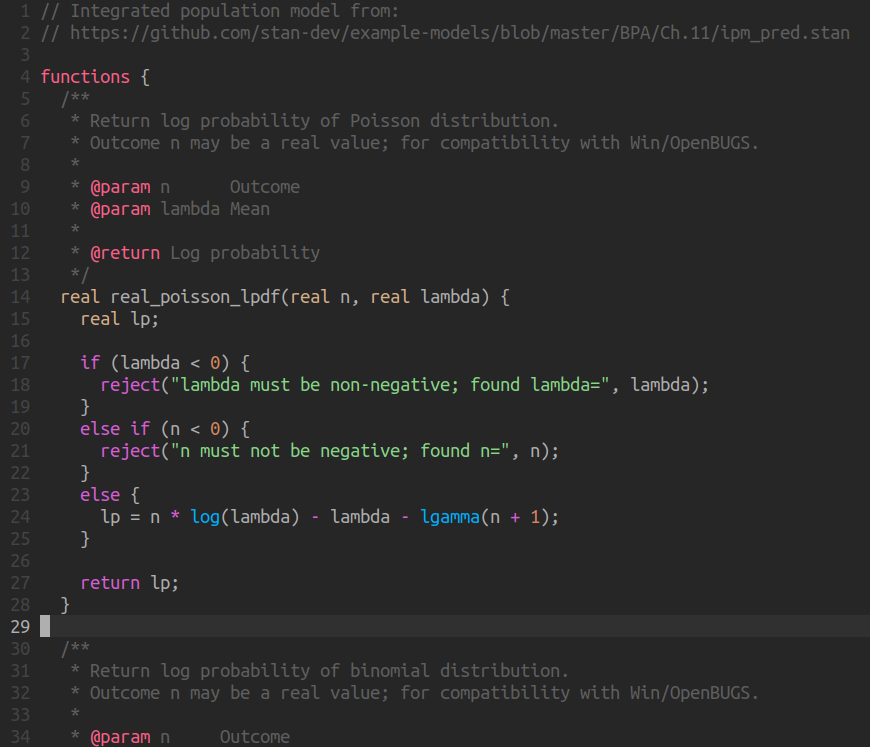 1 // Integrated population model from:
2 // https://github.com/stan-dev/example-models/blob/master/BPA/Ch.11/ipm_pred.stan
3
4 functions {
5   /**
6    * Return log probability of Poisson distribution.
7    * Outcome n may be a real value; for compatibility with Win/OpenBUGS.
8    *
9    * @param n      Outcome
10    * @param lambda Mean
11    *
12    * @return Log probability
13    */
14   real real_poisson_lpdf(real n, real lambda) {
15     real lp;
16
17     if (lambda < 0) {
18       reject("lambda must be non-negative; found lambda=", lambda);
19     }
20     else if (n < 0) {
21       reject("n must not be negative; found n=", n);
22     }
23     else {
24       lp = n * log(lambda) - lambda - lgamma(n + 1);
25     }
26
27     return lp;
28   }
29
30   /**
31    * Return log probability of binomial distribution.
32    * Outcome n may be a real value; for compatibility with Win/OpenBUGS.
33    *
34    * @param n     Outcome